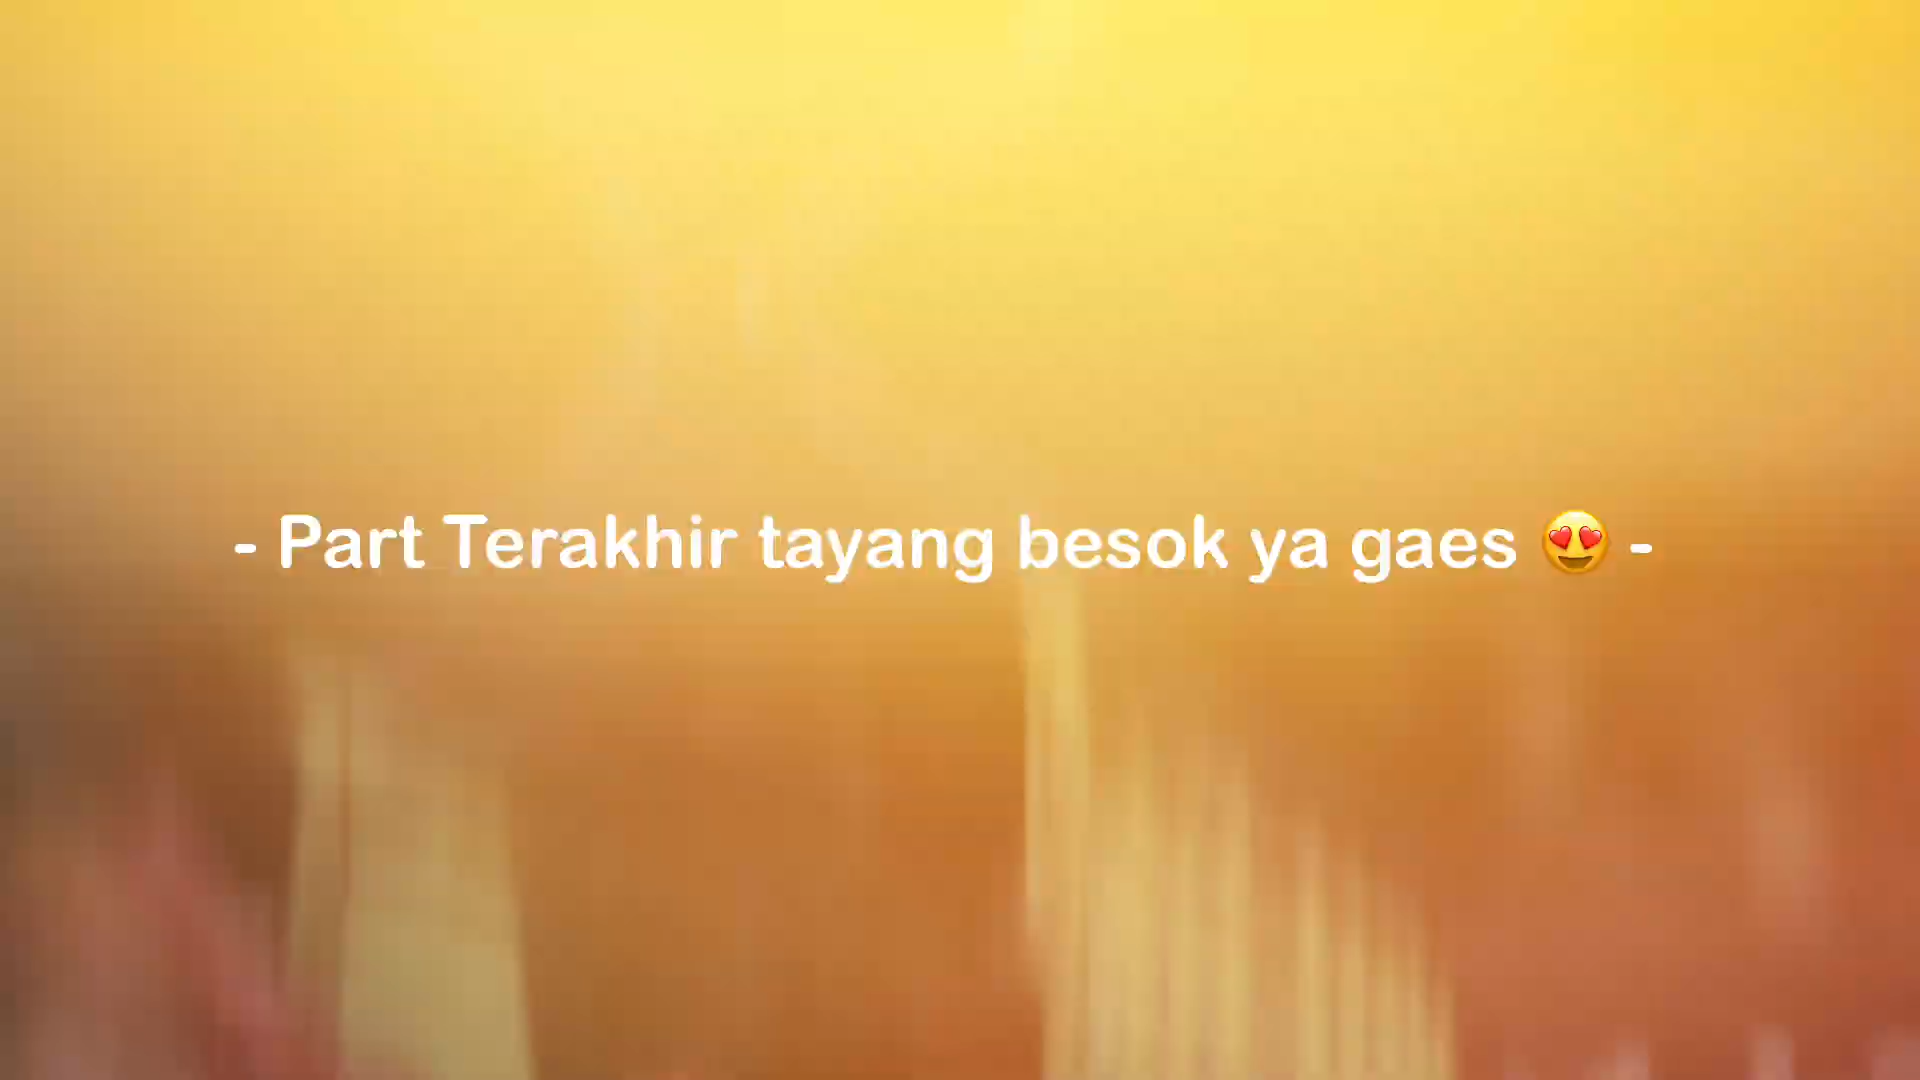 - Part Terakhir tayang besok ya gaes 😍 -